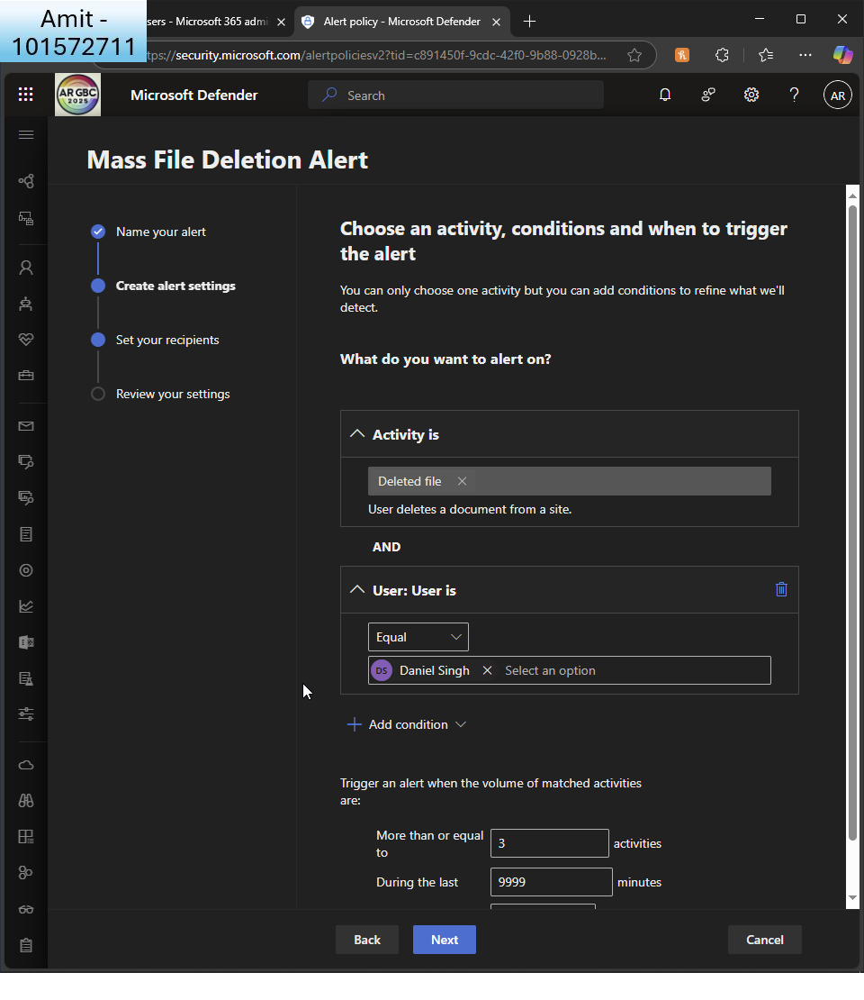 Amit -
101572711
sers - Microsoft 365 admi
Alert policy - Microsoft Defender
tps://security.microsoft.com/alertpoliciesv2?tid=c891450f-9cdc-42f0-9b88-0928b...
AR GBC
2025
Microsoft Defender
Search
AR
Mass File Deletion Alert
Name your alert
Create alert settings
Set your recipients
Review your settings
Choose an activity, conditions and when to trigger
the alert
You can only choose one activity but you can add conditions to refine what we'll
detect.
What do you want to alert on?
Activity is
Deleted file
User deletes a document from a site.
AND
User: User is
Equal
DS Daniel Singh Select an option
Add condition
Trigger an alert when the volume of matched activities
are:
More than or equal
to
3 activities
During the last 9999 minutes
Back Next Cancel